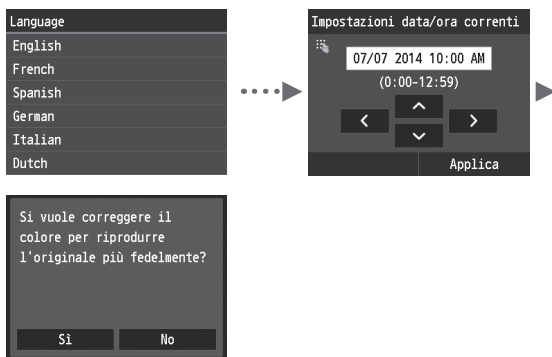 Language
English
French
Spanish
German
Italian
Dutch
Impostazioni data/ora correnti
07/07 2014 10:00 AM
(0:00-12:59)
Applica
Si vuole correggere il
colore per riprodurre
l'originale più fedelmente?
Sì No